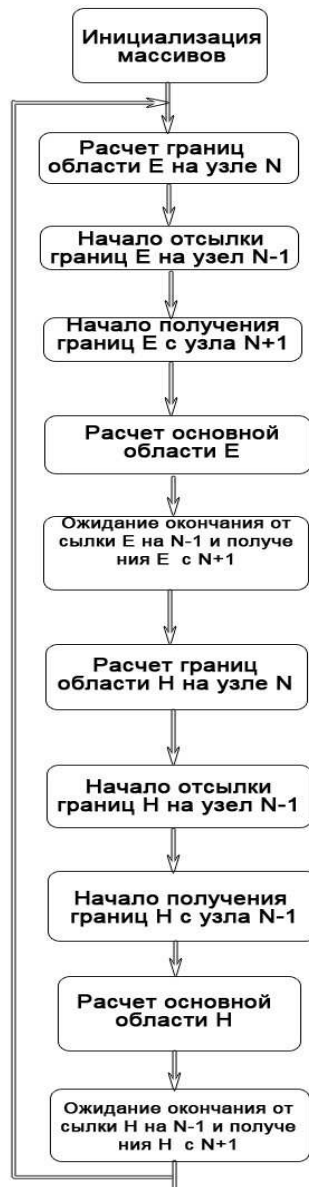 Инициализация
массивов
Расчет границ
области Е на узле N
Начало отсылки
границ Е на узел N-1
Начало получения
границ Е с узла N+1
Расчет основной
области Е
Ожидание окончания от
сылки Е на N-1 и получе
ния Е с N+1
Расчет границ
области Н на узле N
Начало отсылки
границ Н на узел N-1
Начало получения
границ Н с узла N-1
Расчет основной
области Н
Ожидание окончания от
сылки Н на N-1 и получе
ния Н с N+1